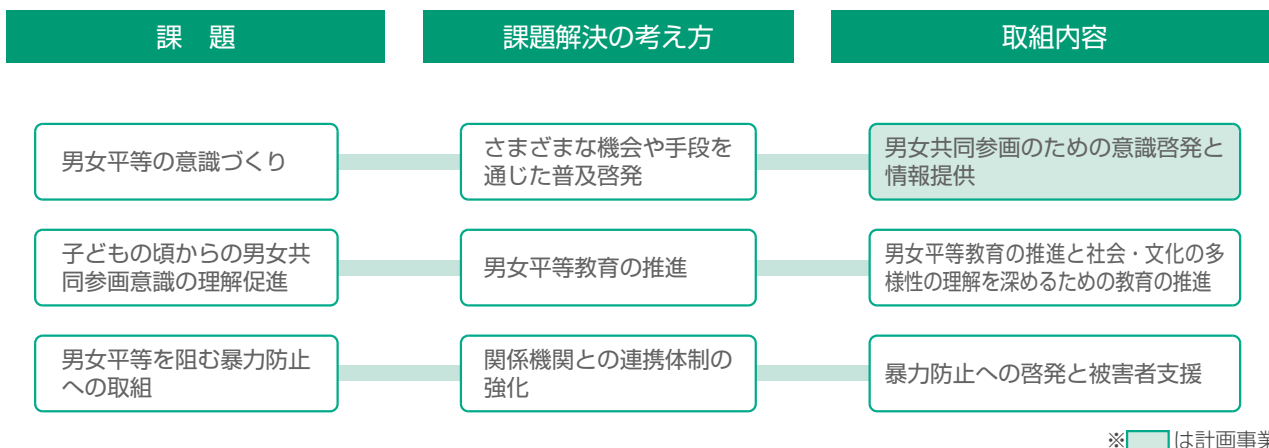 課　題
課題解決の考え方
取組内容
男女平等の意識づくり
さまざまな機会や手段を
通じた普及啓発
男女共同参画のための意識啓発と
情報提供
子どもの頃からの男女共
同参画意識の理解促進
男女平等教育の推進
男女平等教育の推進と社会・文化の多
様性の理解を深めるための教育の推進
男女平等を阻む暴力防止
への取組
関係機関との連携体制の
強化
暴力防止への啓発と被害者支援
※　は計画事業